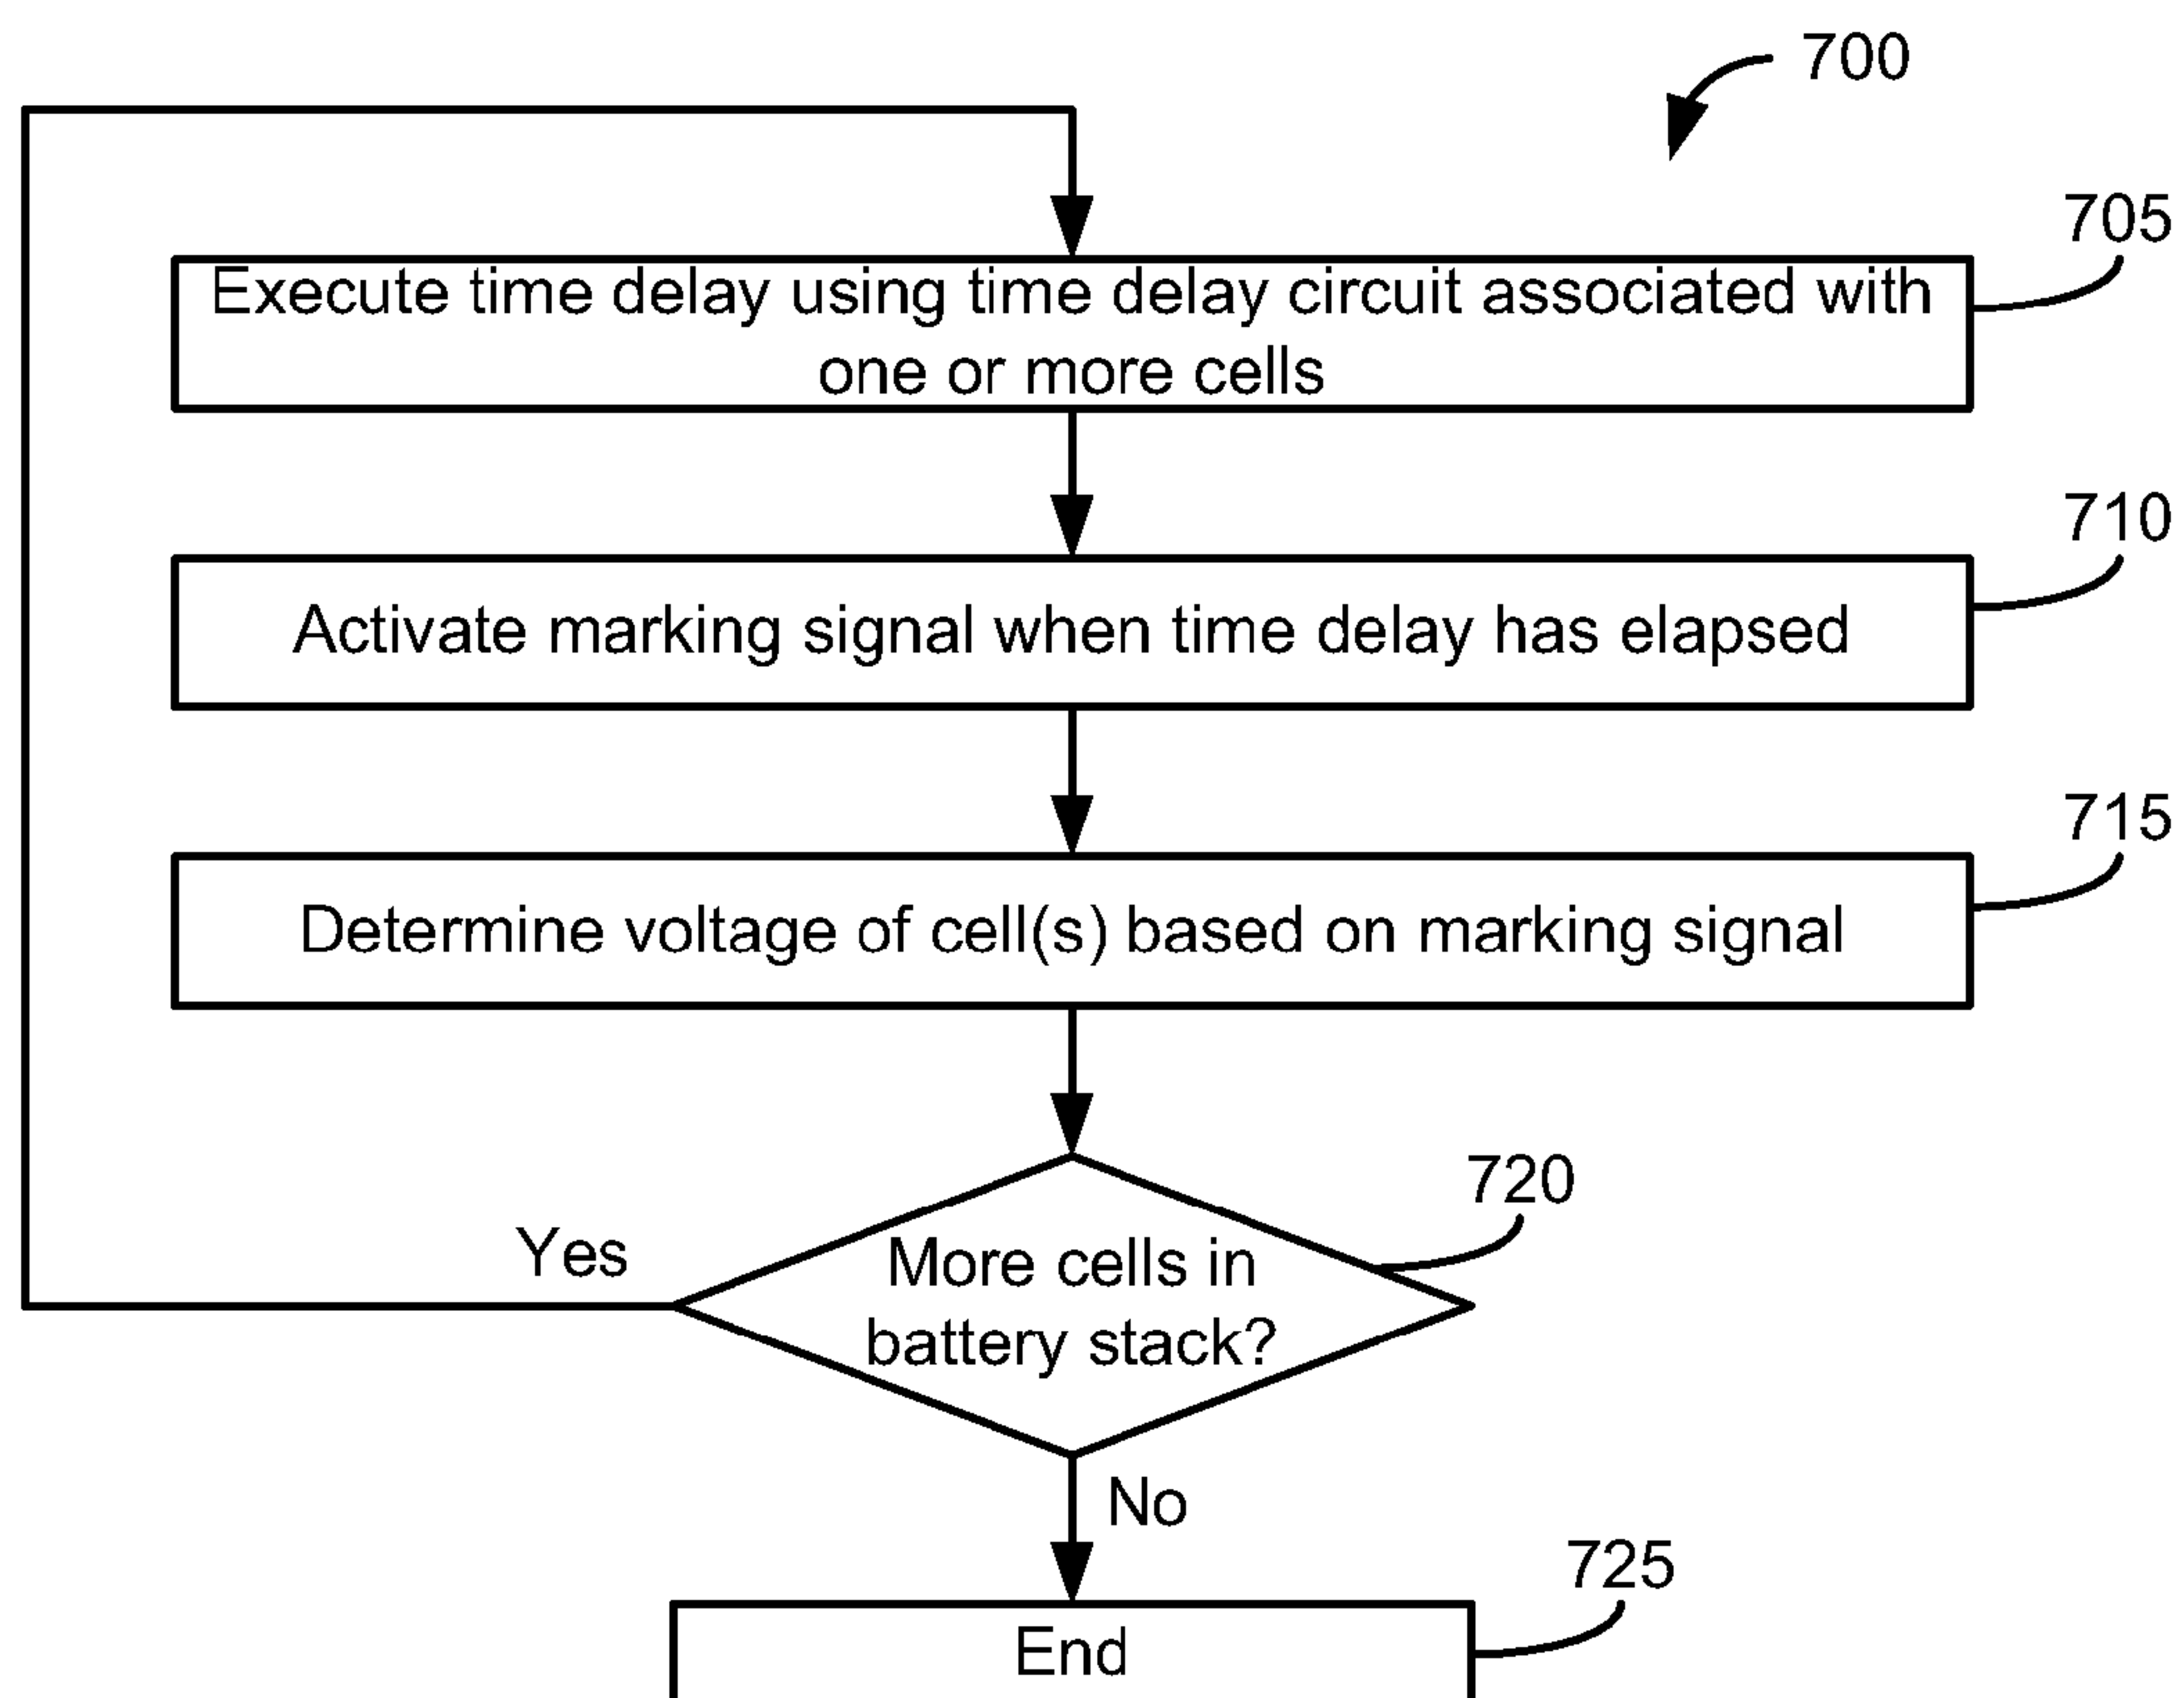 700
705
Execute time delay using time delay circuit associated with
one or more cells
710
Activate marking signal when time delay has elapsed
715
Determine voltage of cell(s) based on marking signal
720
Yes
More cells in
battery stack?
No
725
End